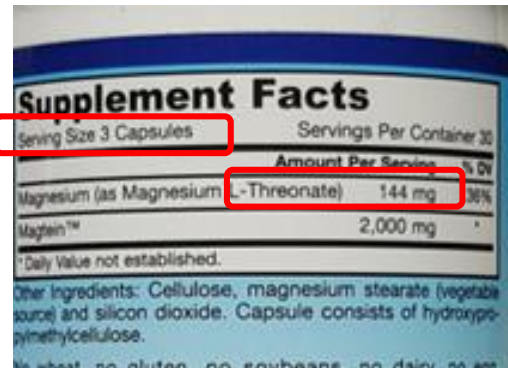 Supplement Facts
Serving Size 3 Capsules Servings Per Container 30
Amount Per Serving % DV
Magnesium (as Magnesium L-Threonate) 144 mg 36%
Magtein™ 2,000 mg *
* Daily Value not established.
Other Ingredients: Cellulose, magnesium stearate (vegetable
source) and silicon dioxide. Capsule consists of hydroxypro-
pylmethylcellulose.
No wheat, no gluten, no soybeans, no dairy, no